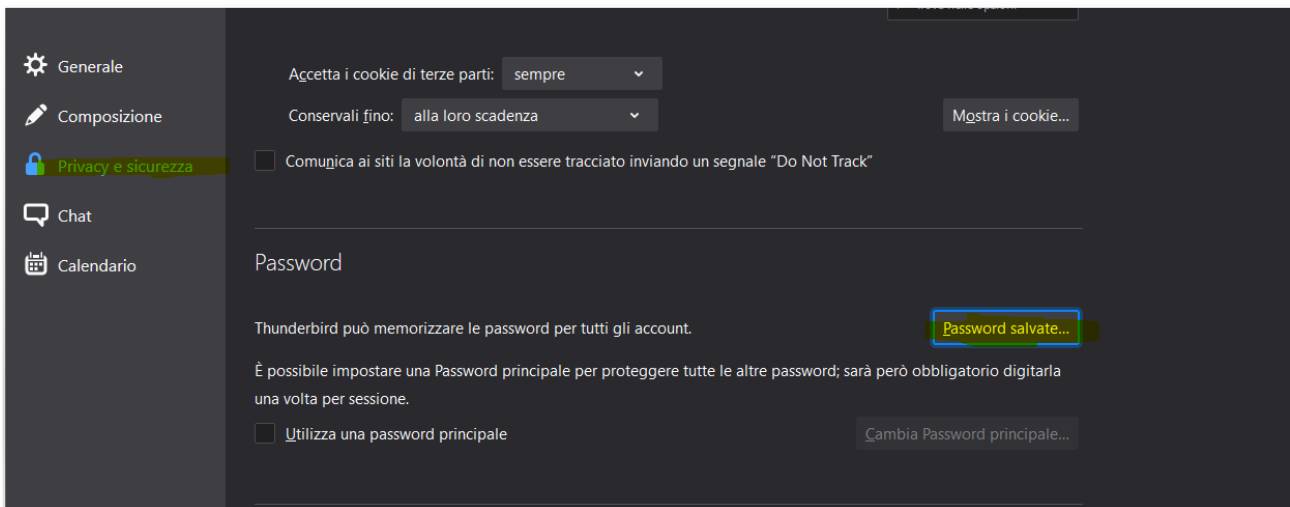 Generale
Composizione
Privacy e sicurezza
Chat
Calendario
Accetta i cookie di terze parti: sempre
Conservali fino: alla loro scadenza Mostra i cookie...
Comunica ai siti la volontà di non essere tracciato inviando un segnale “Do Not Track”
Password
Thunderbird può memorizzare le password per tutti gli account. Password salvate...
È possibile impostare una Password principale per proteggere tutte le altre password; sarà però obbligatorio digitarla
una volta per sessione.
Utilizza una password principale Cambia Password principale...